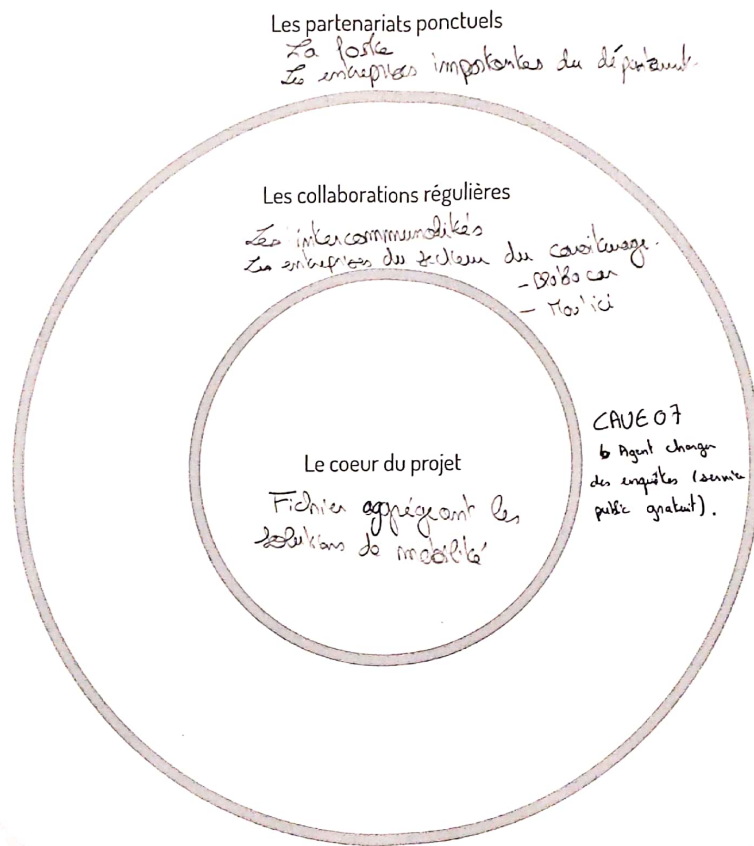 Les partenariats ponctuels
La Poste
Les entreprises importantes du département.
Les collaborations régulières
Les intercommunalités
Les entreprises du secteur du covoiturage.
- Blablacar
- Mov'ici
CAUE 07
↳ Agent charger
des enquêtes (service
public gratuit).
Le coeur du projet
Fichier aggrégeant les
solutions de mobilité